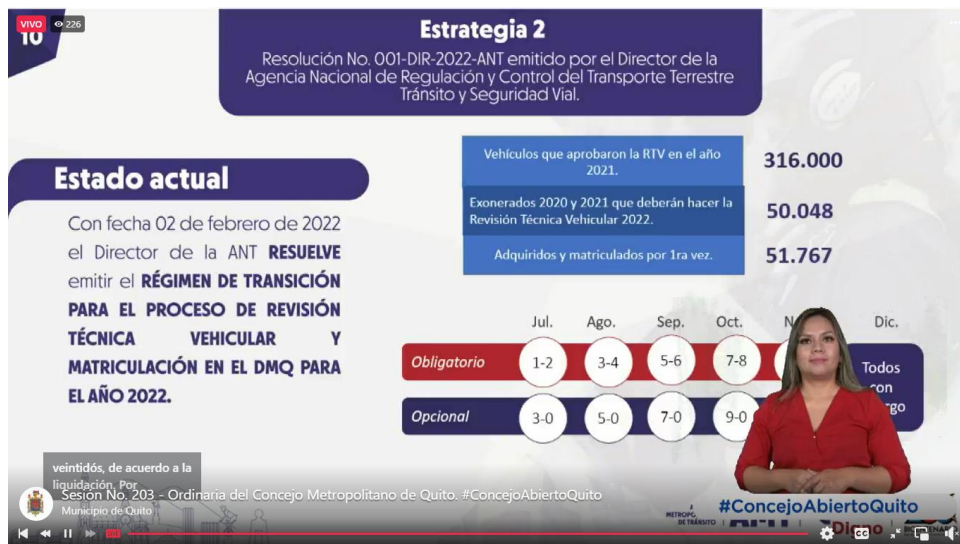 VIVO 226
10
Estrategia 2
Resolución No. 001-DIR-2022-ANT emitido por el Director de la
Agencia Nacional de Regulación y Control del Transporte Terrestre
Tránsito y Seguridad Vial.
Estado actual
Con fecha 02 de febrero de 2022
el Director de la ANT RESUELVE
emitir el RÉGIMEN DE TRANSICIÓN
PARA EL PROCESO DE REVISIÓN
TÉCNICA VEHICULAR Y
MATRICULACIÓN EN EL DMQ PARA
EL AÑO 2022.
Vehículos que aprobaron la RTV en el año
2021.
316.000
Exonerados 2020 y 2021 que deberán hacer la
Revisión Técnica Vehicular 2022.
50.048
Adquiridos y matriculados por 1ra vez.
51.767
Jul. Ago. Sep. Oct. Dic.
Obligatorio 1-2 3-4 5-6 7-8
Opcional 3-0 5-0 7-0 9-0
Todos
con
veintidós, de acuerdo a la
liquidación. Por
Sesión No. 203 - Ordinaria del Concejo Metropolitano de Quito. #ConcejoAbiertoQuito
Municipio de Quito
#ConcejoAbiertoQuito
DE TRÁNSITO
Digno
CC